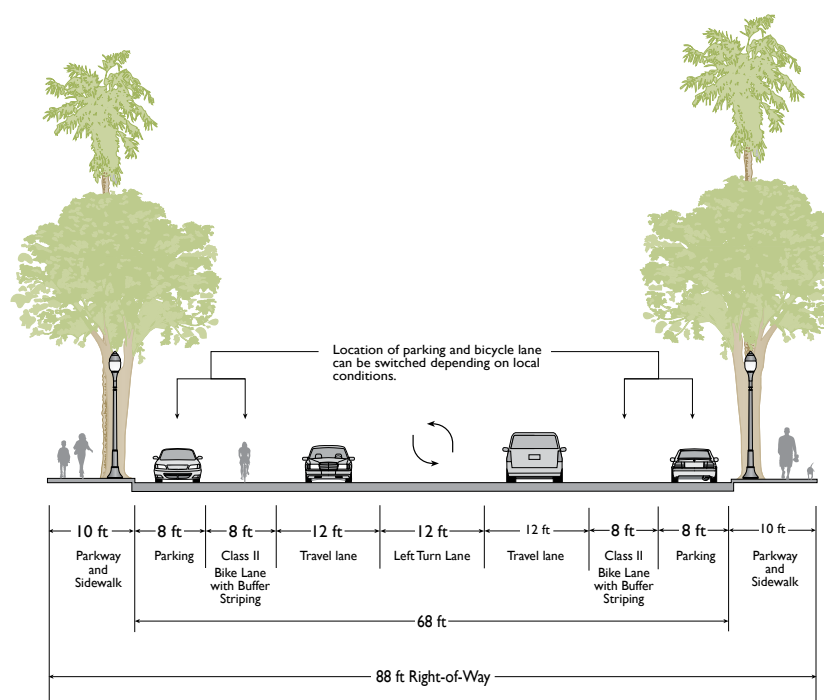 Location of parking and bicycle lane
can be switched depending on local
conditions.
10 ft
8 ft
8 ft
12 ft
12 ft
12 ft
8 ft
8 ft
10 ft
Parkway
and
Sidewalk
Parking
Class II
Bike Lane
with Buffer
Striping
Travel lane
Left Turn Lane
Travel lane
Class II
Bike Lane
with Buffer
Striping
Parking
Parkway
and
Sidewalk
68 ft
88 ft Right-of-Way